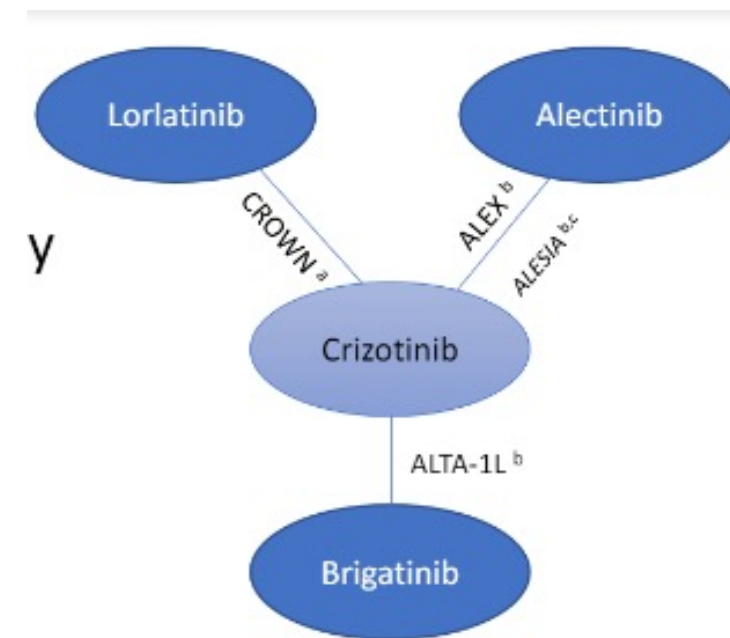 Lorlatinib
Alectinib
CROWN a
ALEX b
ALESIA b,c
y
Crizotinib
ALTA-1L b
Brigatinib